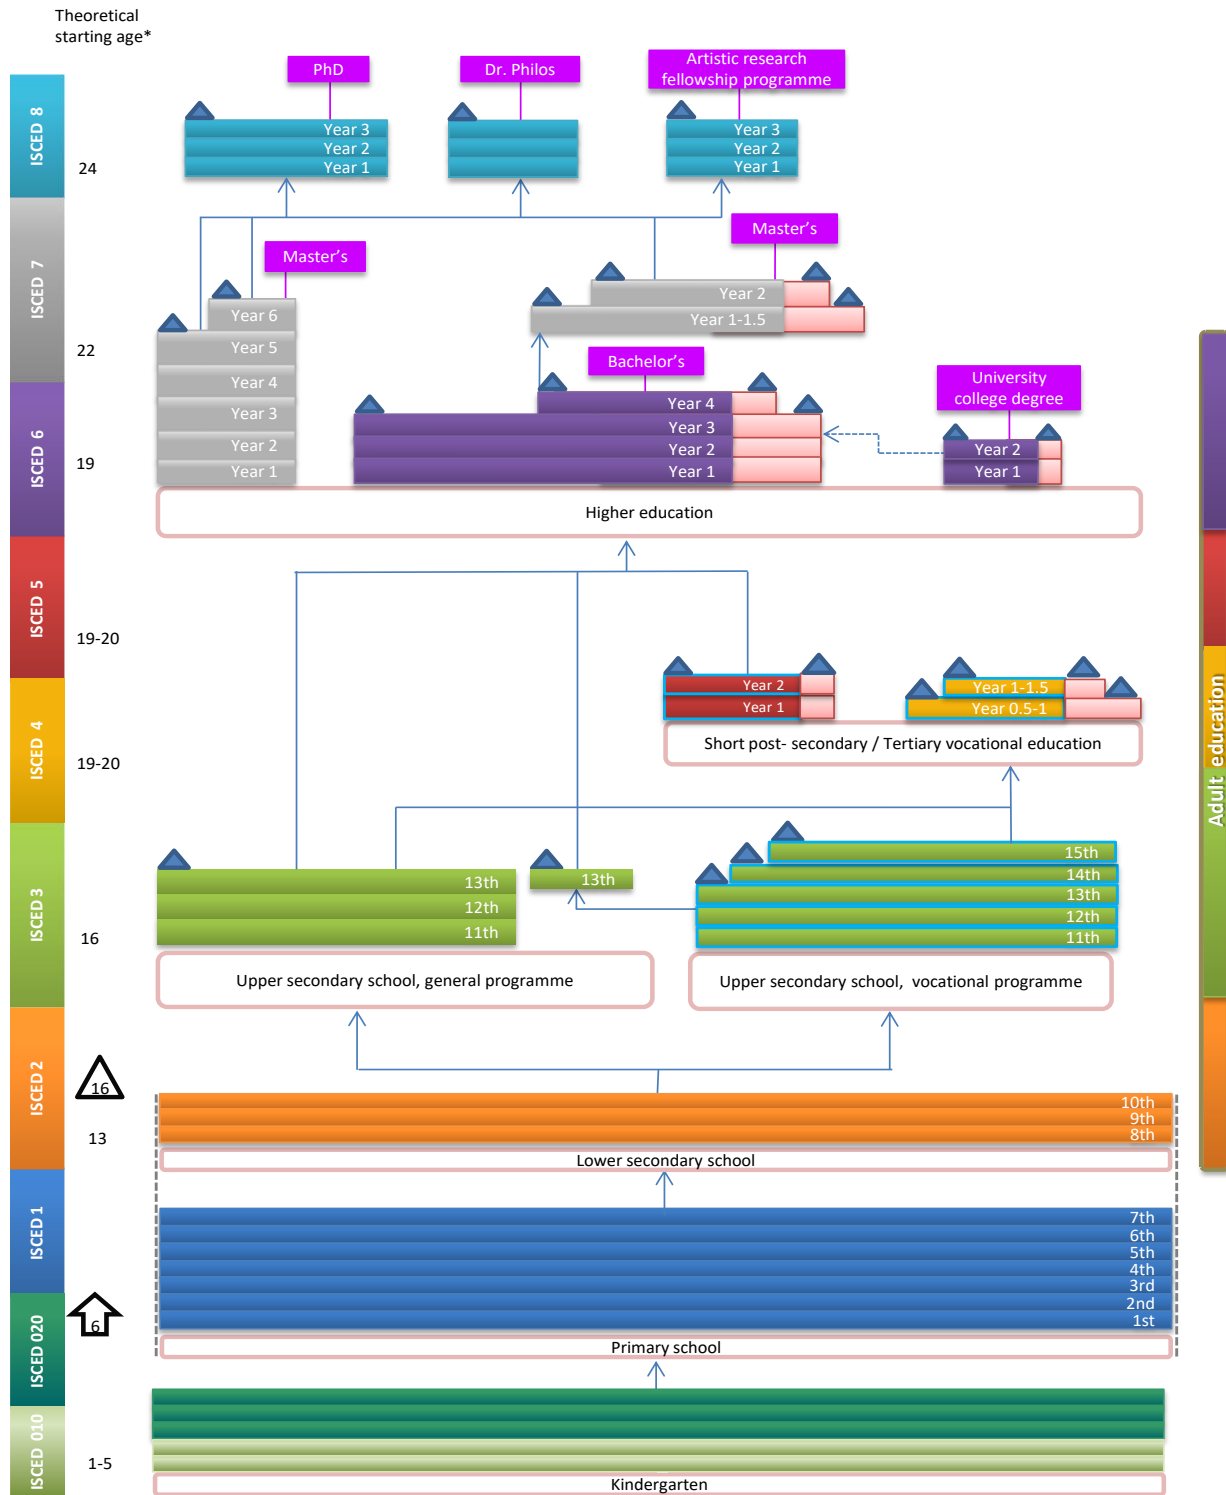 Theoretical
starting age*
PhD
Dr. Philos
Artistic research
fellowship programme
ISCED 8
24
Year 3
Year 2
Year 1
Year 3
Year 2
Year 1
ISCED 7
22
Master's
Master's
Year 6
Year 5
Year 4
Year 3
Year 2
Year 1
Year 2
Year 1-1.5
ISCED 6
19
Bachelor's
Year 4
Year 3
Year 2
Year 1
University
college degree
Year 2
Year 1
Higher education
ISCED 5
19-20
Year 2
Year 1
Year 1-1.5
Year 0.5-1
Short post- secondary / Tertiary vocational education
ISCED 4
19-20
Adult education
ISCED 3
16
13th
12th
11th
13th
15th
14th
13th
12th
11th
Upper secondary school, general programme
Upper secondary school, vocational programme
ISCED 2
16
13
10th
9th
8th
Lower secondary school
ISCED 1
7th
6th
5th
4th
3rd
2nd
1st
6
Primary school
ISCED 020
ISCED 010
1-5
Kindergarten